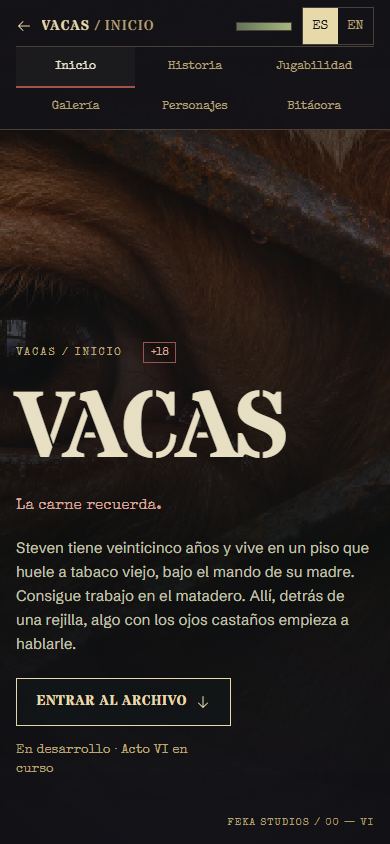 ← VACAS / INICIO
ES EN
Inicio Historia Jugabilidad
Galería Personajes Bitácora
VACAS / INICIO +18
VACAS
La carne recuerda.
Steven tiene veinticinco años y vive en un piso que
huele a tabaco viejo, bajo el mando de su madre.
Consigue trabajo en el matadero. Allí, detrás de
una rejilla, algo con los ojos castaños empieza a
hablarle.
ENTRAR AL ARCHIVO ↓
En desarrollo · Acto VI en
curso
FEKA STUDIOS / 00 — VI